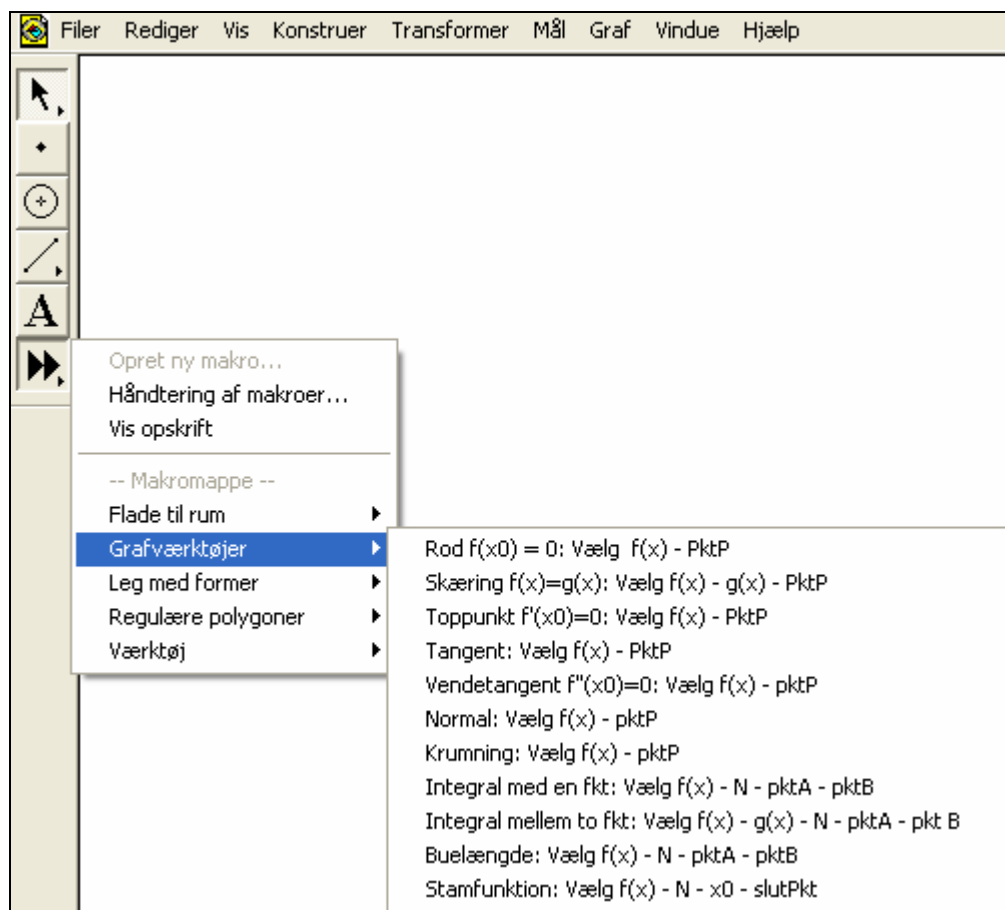 Filer Rediger Vis Konstruer Transformer Mål Graf Vindue Hjælp
A
Opret ny makro...
Håndtering af makroer...
Vis opskrift
-- Makromappe --
Flade til rum
Grafværktøjer
Leg med former
Regulære polygoner
Værktøj
Rod f(x0) = 0: Vælg f(x) - PktP
Skæring f(x)=g(x): Vælg f(x) - g(x) - PktP
Toppunkt f'(x0)=0: Vælg f(x) - PktP
Tangent: Vælg f(x) - PktP
Vendetangent f''(x0)=0: Vælg f(x) - pktP
Normal: Vælg f(x) - pktP
Krumning: Vælg f(x) - pktP
Integral med en fkt: Vælg f(x) - N - pktA - pktB
Integral mellem to fkt: Vælg f(x) - g(x) - N - pktA - pkt B
Buelængde: Vælg f(x) - N - pktA - pktB
Stamfunktion: Vælg f(x) - N - x0 - slutPkt